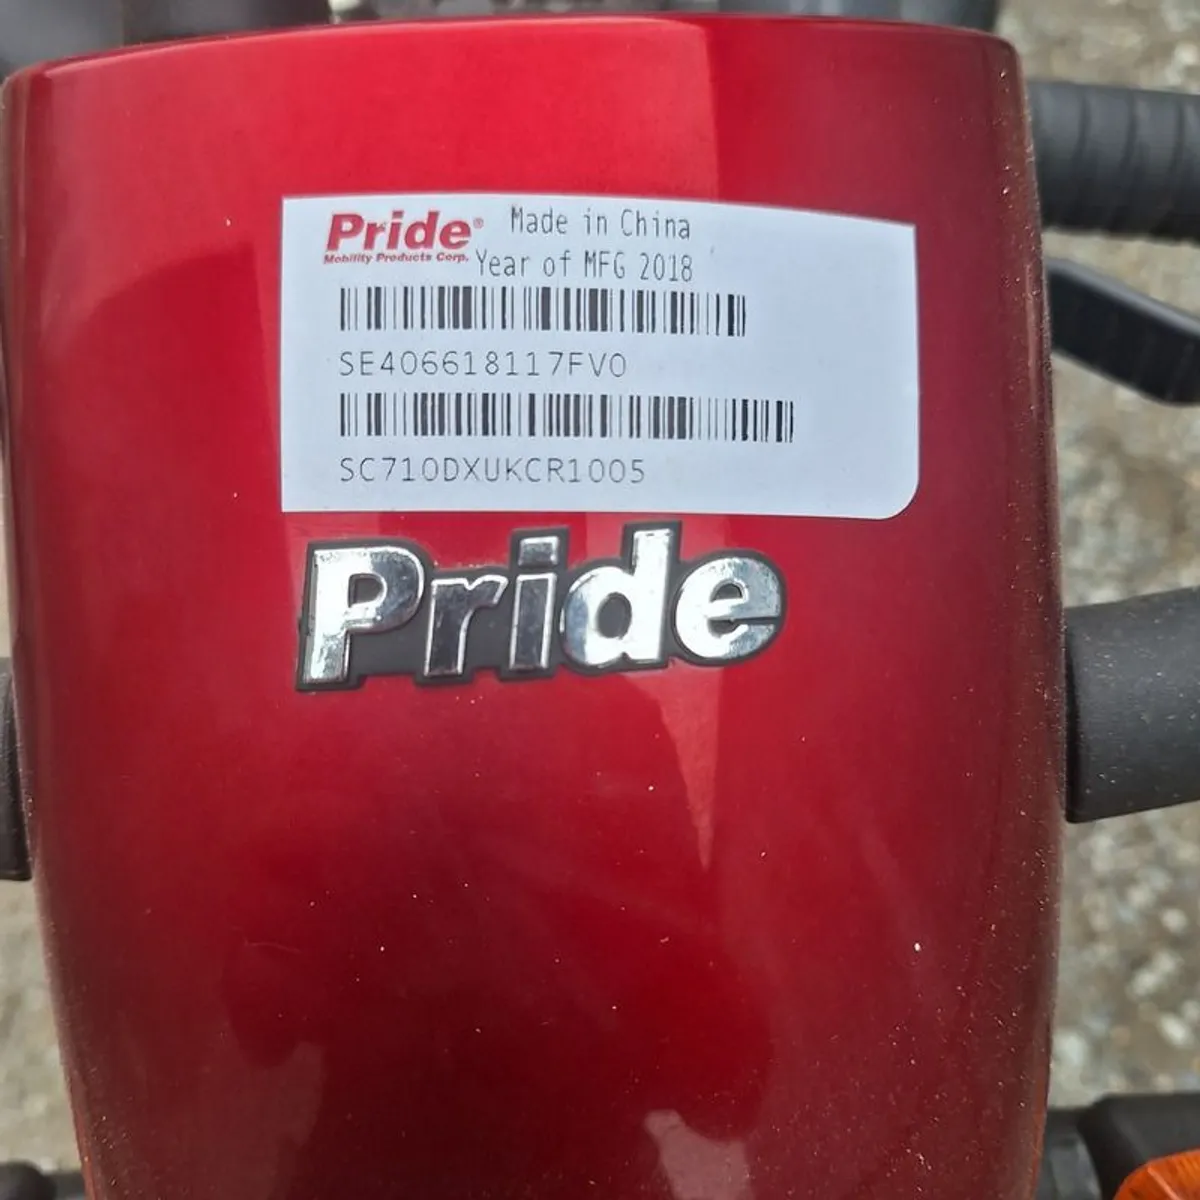 Pride® Made in China
Mobility Products Corp. Year of MFG 2018
SE406618117FV0
SC710DXUKCR1005
Pride